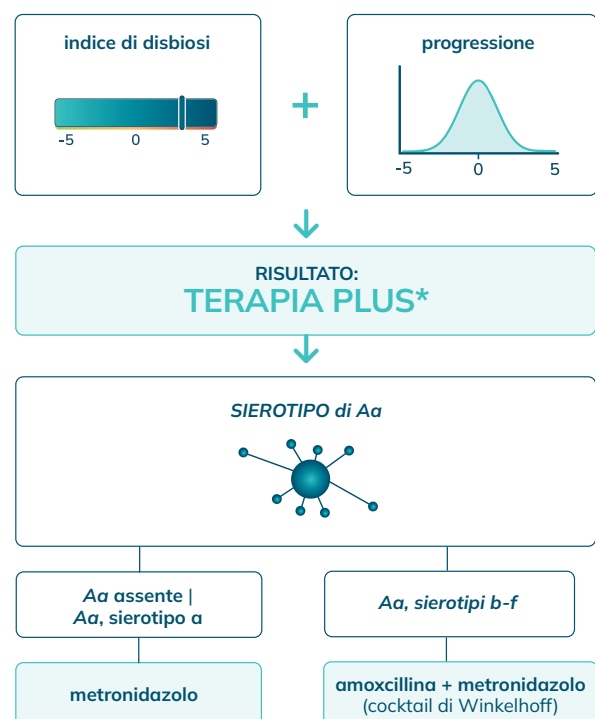 indice di disbiosi
-5
0
5
+
progressione
-5
0
5
RISULTATO:
TERAPIA PLUS*
SIEROTIPO di Aa
Aa assente |
Aa, sierotipo a
Aa, sierotipi b-f
metronidazolo
amoxcillina + metronidazolo
(cocktail di Winkelhoff)